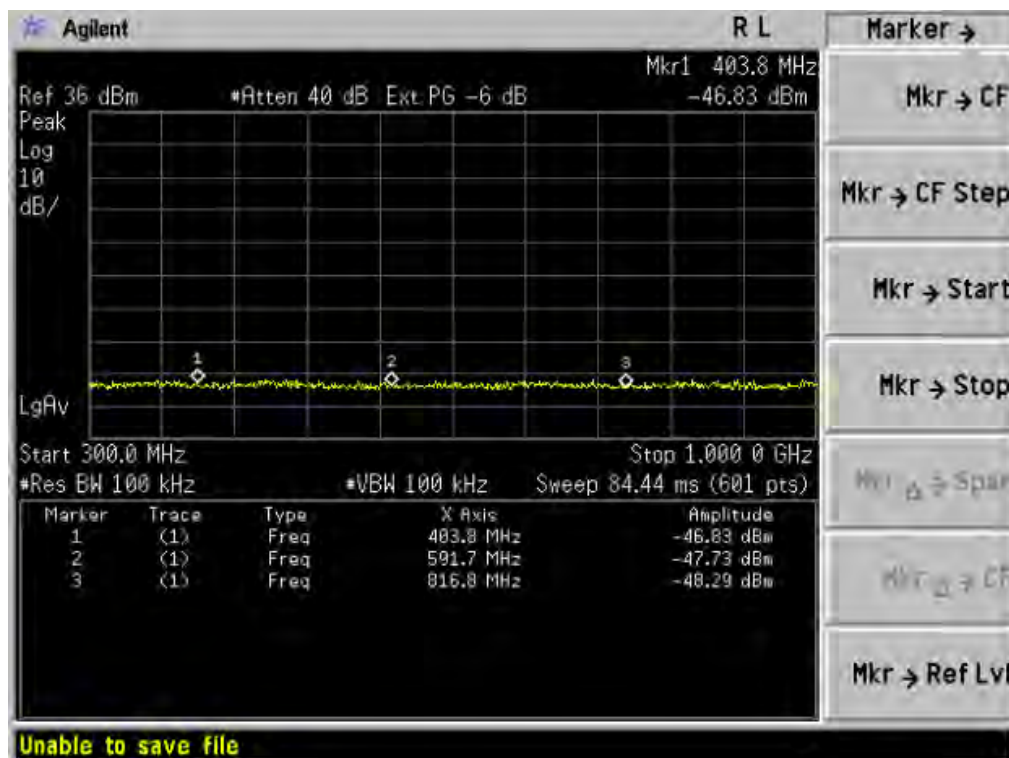 Agilent R L Marker →
Mkr1 403.8 MHz
Ref 36 dBm #Atten 40 dB Ext PG -6 dB -46.83 dBm
Peak
Log
10
dB/
1 2 3
LgAv
Start 300.0 MHz Stop 1.000 0 GHz
#Res BW 100 kHz #VBW 100 kHz Sweep 84.44 ms (601 pts)
Marker Trace Type X Axis Amplitude
1 (1) Freq 403.8 MHz -46.83 dBm
2 (1) Freq 591.7 MHz -47.73 dBm
3 (1) Freq 816.8 MHz -48.29 dBm
Unable to save file
Mkr → CF
Mkr → CF Step
Mkr → Start
Mkr → Stop
Mkr Δ → Span
Mkr Δ → CF
Mkr → Ref Lvl